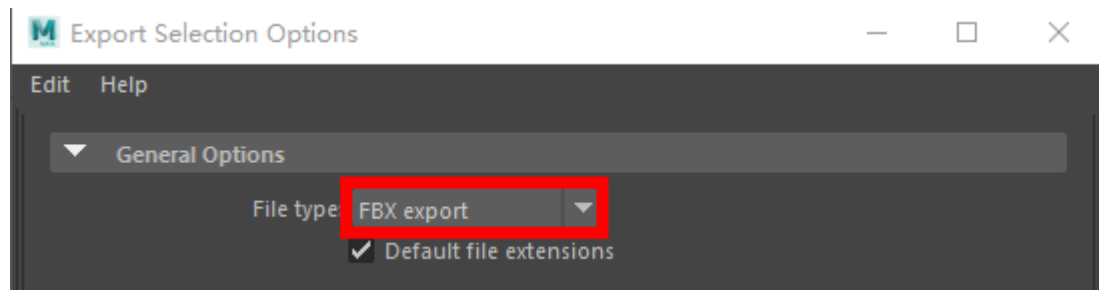 Export Selection Options
Edit Help
General Options
File type: FBX export
Default file extensions